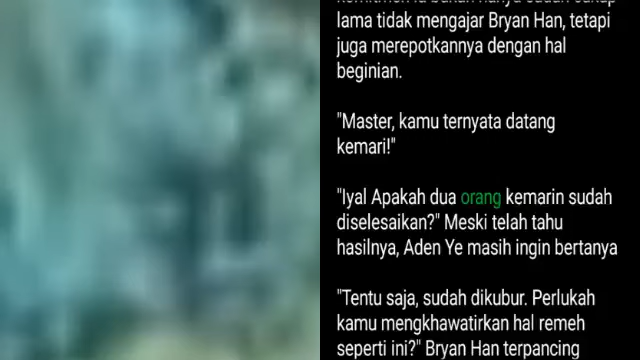 lama tidak mengajar Bryan Han, tetapi
juga merepotkannya dengan hal
beginian.
"Master, kamu ternyata datang
kemari!"
"Iyal Apakah dua orang kemarin sudah
diselesaikan?" Meski telah tahu
hasilnya, Aden Ye masih ingin bertanya
"Tentu saja, sudah dikubur. Perlukah
kamu mengkhawatirkan hal remeh
seperti ini?" Bryan Han terpancing